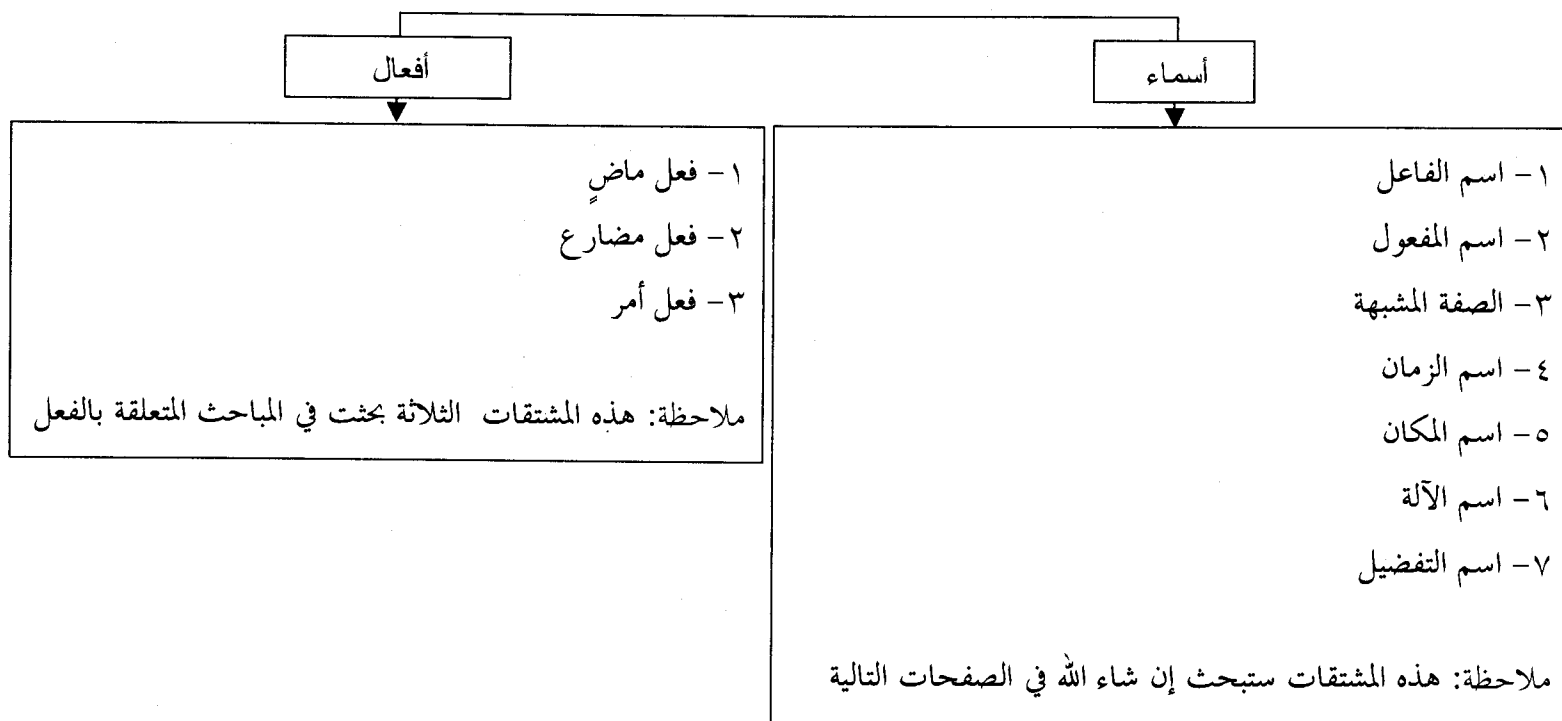 أسماء
١- اسم الفاعل
٢- اسم المفعول
٣- الصفة المشبهة
٤- اسم الزمان
٥- اسم المكان
٦- اسم الآلة
٧- اسم التفضيل
ملاحظة: هذه المشتقات ستبحث إن شاء الله في الصفحات التالية
أفعال
١- فعل ماضٍ
٢- فعل مضارع
٣- فعل أمر
ملاحظة: هذه المشتقات الثلاثة بحثت في المباحث المتعلقة بالفعل